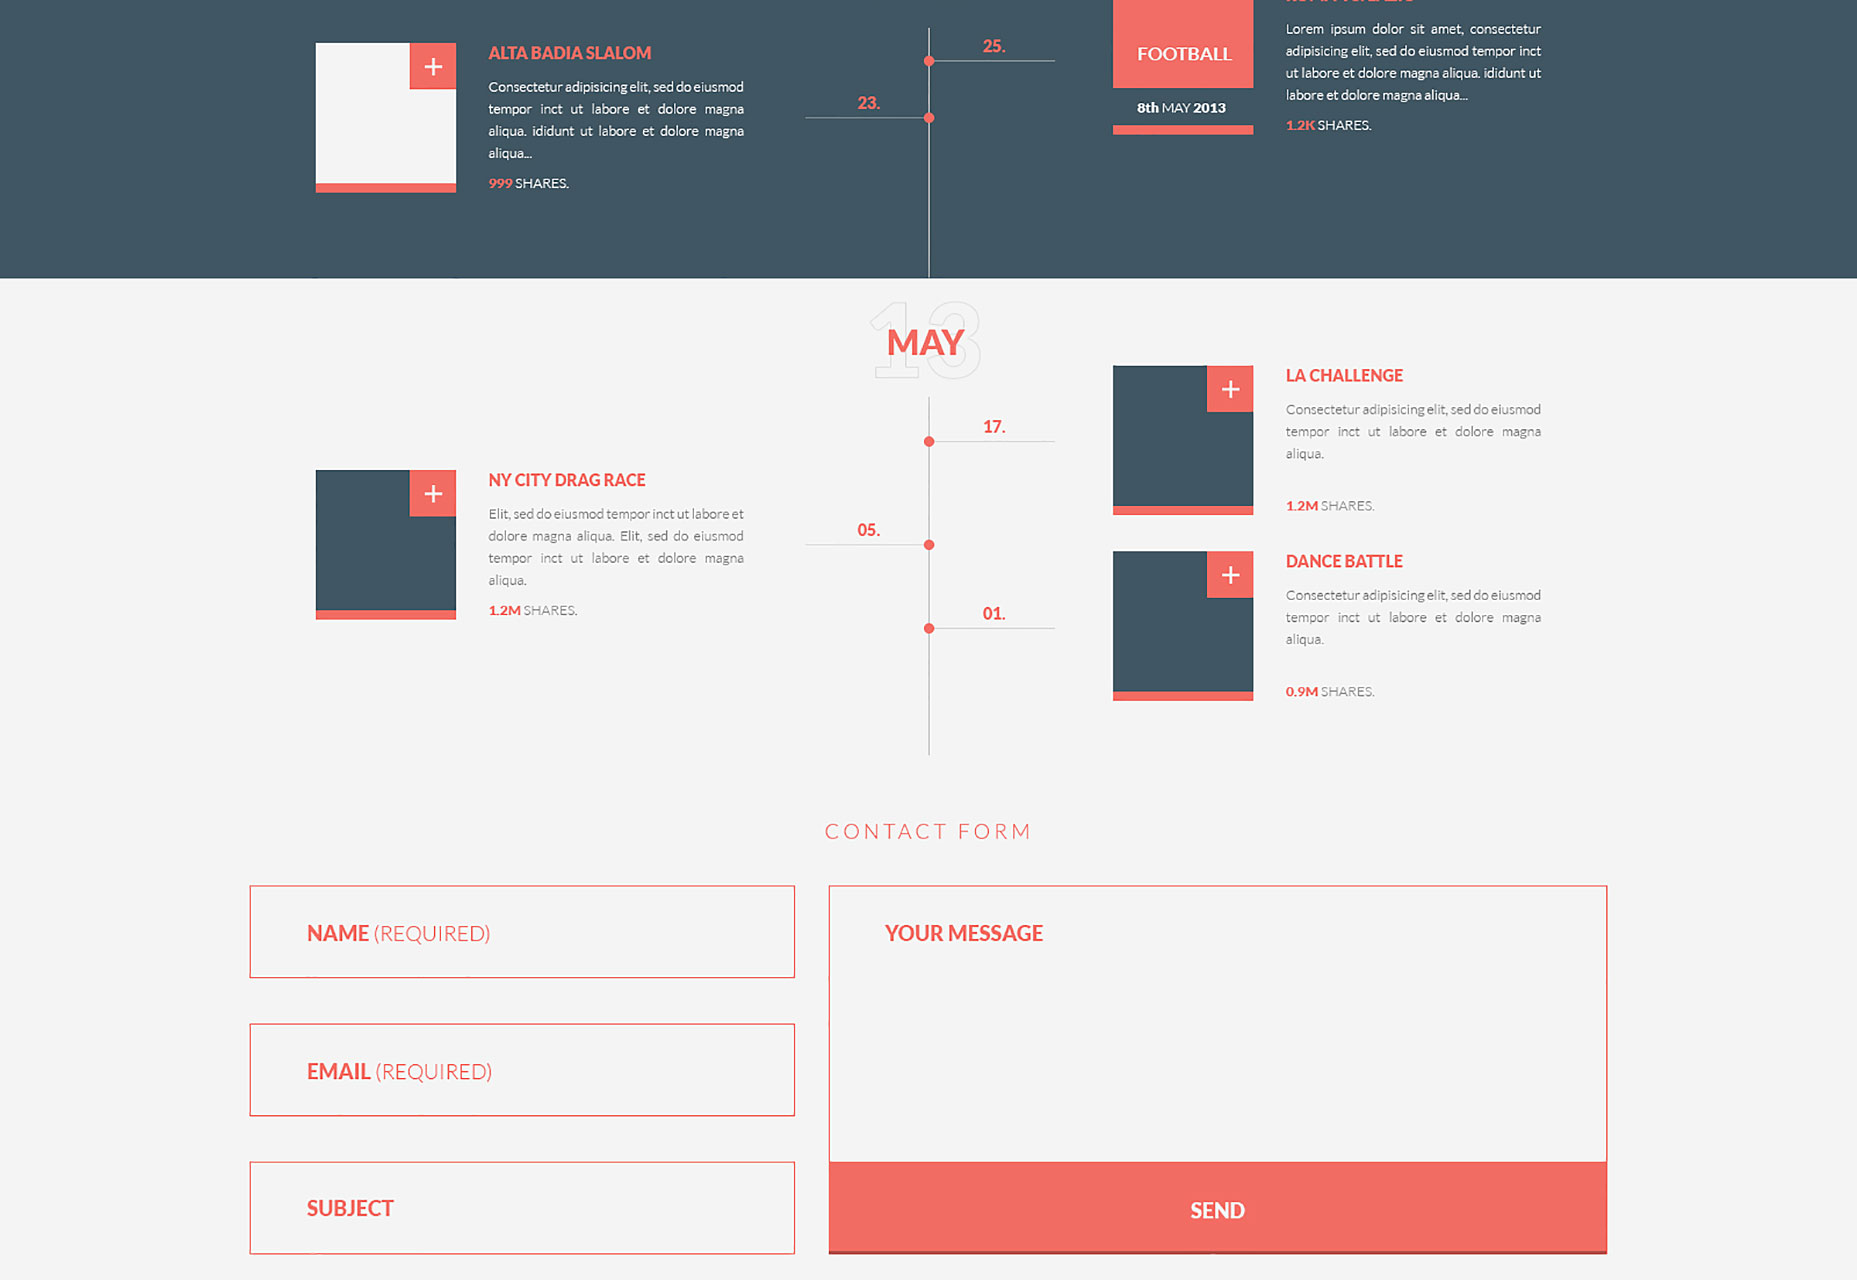 ALTA BADIA SLALOM
Consectetur adipisicing elit, sed do eiusmod
tempor inct ut labore et dolore magna
aliqua. ididunt ut labore et dolore magna
aliqua...
999 SHARES.
25.
23.
FOOTBALL
8th MAY 2013
Lorem ipsum dolor sit amet, consectetur
adipisicing elit, sed do eiusmod tempor inct
ut labore et dolore magna aliqua. ididunt ut
labore et dolore magna aliqua...
1.2K SHARES.
13
MAY
17.
05.
01.
NY CITY DRAG RACE
Elit, sed do eiusmod tempor inct ut labore et
dolore magna aliqua. Elit, sed do eiusmod
tempor inct ut labore et dolore magna
aliqua.
1.2M SHARES.
LA CHALLENGE
Consectetur adipisicing elit, sed do eiusmod
tempor inct ut labore et dolore magna
aliqua.
1.2M SHARES.
DANCE BATTLE
Consectetur adipisicing elit, sed do eiusmod
tempor inct ut labore et dolore magna
aliqua.
0.9M SHARES.
CONTACT FORM
NAME (REQUIRED)
EMAIL (REQUIRED)
SUBJECT
YOUR MESSAGE
SEND